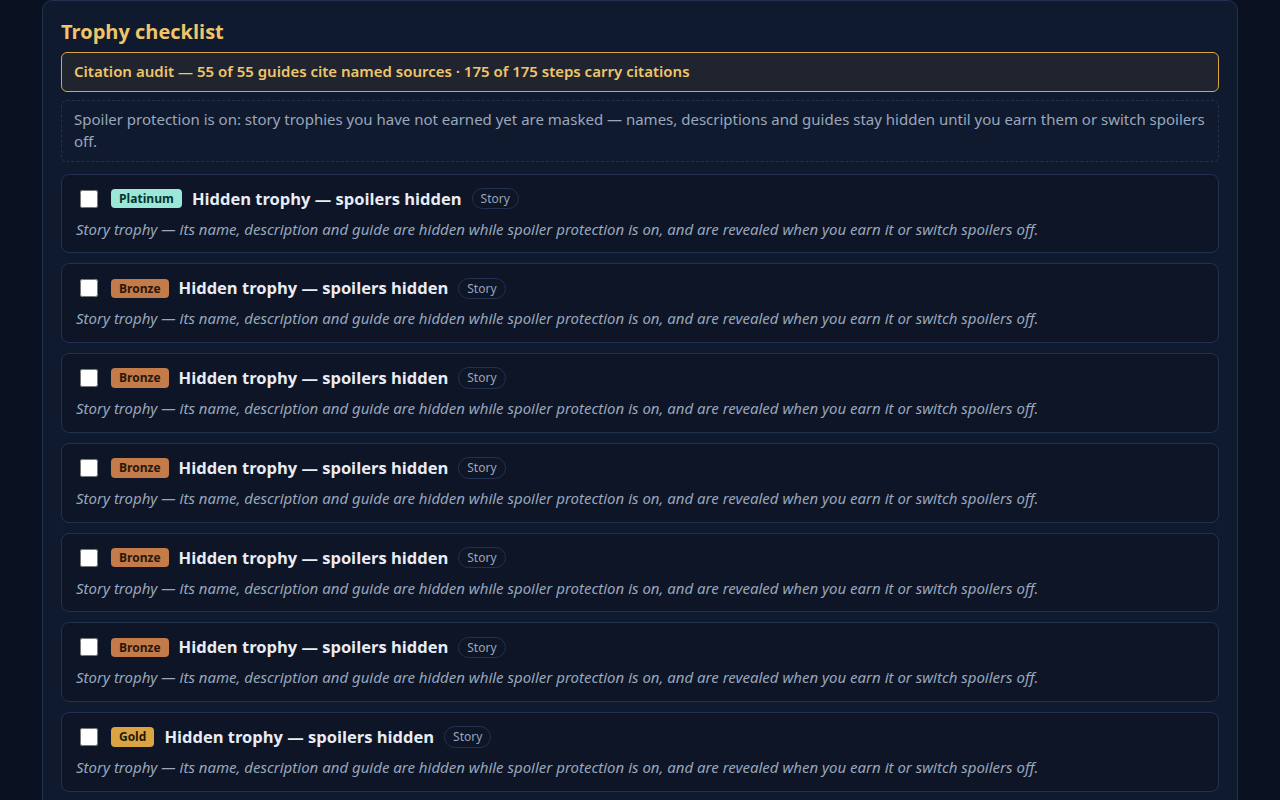 Trophy checklist
Citation audit — 55 of 55 guides cite named sources · 175 of 175 steps carry citations
Spoiler protection is on: story trophies you have not earned yet are masked — names, descriptions and guides stay hidden until you earn them or switch spoilers
off.
Platinum Hidden trophy — spoilers hidden Story
Story trophy — its name, description and guide are hidden while spoiler protection is on, and are revealed when you earn it or switch spoilers off.
Bronze Hidden trophy — spoilers hidden Story
Story trophy — its name, description and guide are hidden while spoiler protection is on, and are revealed when you earn it or switch spoilers off.
Bronze Hidden trophy — spoilers hidden Story
Story trophy — its name, description and guide are hidden while spoiler protection is on, and are revealed when you earn it or switch spoilers off.
Bronze Hidden trophy — spoilers hidden Story
Story trophy — its name, description and guide are hidden while spoiler protection is on, and are revealed when you earn it or switch spoilers off.
Bronze Hidden trophy — spoilers hidden Story
Story trophy — its name, description and guide are hidden while spoiler protection is on, and are revealed when you earn it or switch spoilers off.
Bronze Hidden trophy — spoilers hidden Story
Story trophy — its name, description and guide are hidden while spoiler protection is on, and are revealed when you earn it or switch spoilers off.
Gold Hidden trophy — spoilers hidden Story
Story trophy — its name, description and guide are hidden while spoiler protection is on, and are revealed when you earn it or switch spoilers off.